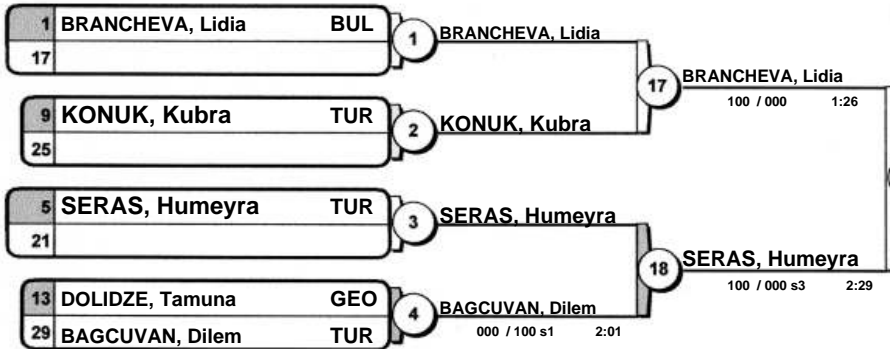 1 BRANCHEVA, Lidia BUL
17
1
BRANCHEVA, Lidia
9 KONUK, Kubra TUR
25
2
KONUK, Kubra
17
BRANCHEVA, Lidia
100 / 000 1:26
5 SERAS, Humeyra TUR
21
3
SERAS, Humeyra
13 DOLIDZE, Tamuna GEO
29 BAGCUVAN, Dilem TUR
4
BAGCUVAN, Dilem
000 / 100 s1 2:01
18
SERAS, Humeyra
100 / 000 s3 2:29